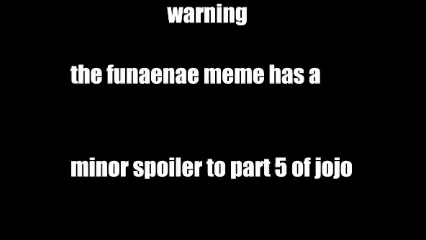 warning
the funaenae meme has a
minor spoiler to part 5 of jojo